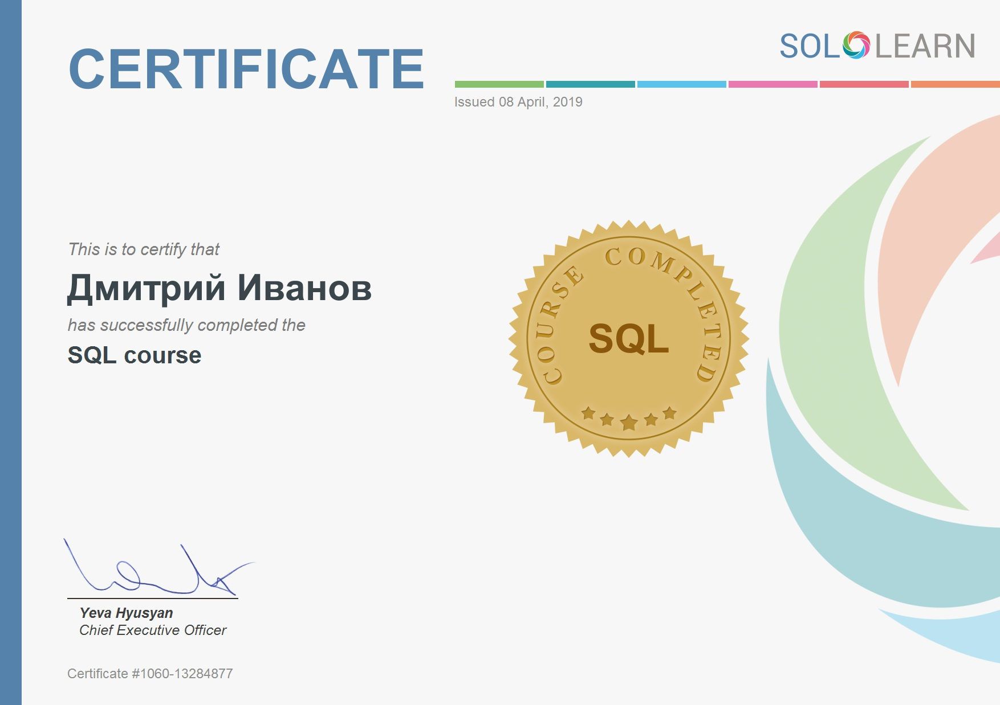 CERTIFICATE
SOLOLEARN
Issued 08 April, 2019
This is to certify that
Дмитрий Иванов
has successfully completed the
SQL course
COURSE COMPLETED
SQL
Yeva Hyusyan
Chief Executive Officer
Certificate #1060-13284877